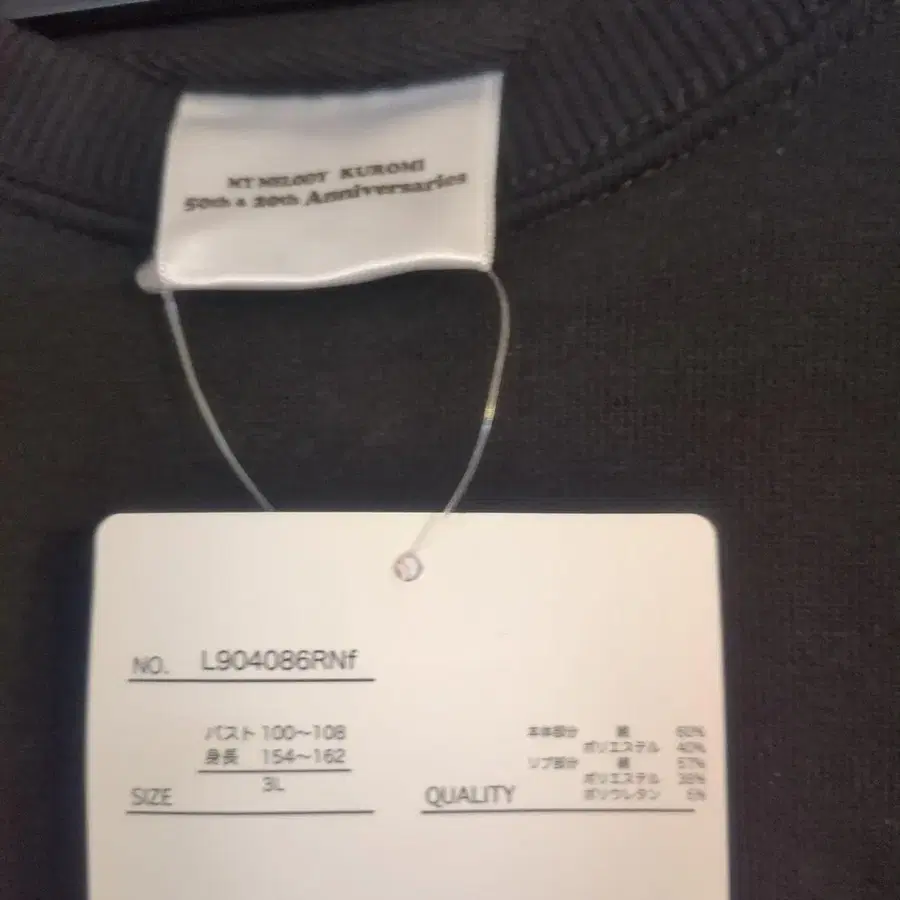 MY MELODY KUROMI
50th & 20th Anniversaries
NO. L904086RNf
バスト 100〜108
身長 154〜162
3L
SIZE
本体部分 綿 60%
ポリエステル 40%
リブ部分 綿 57%
ポリエステル 38%
ポリウレタン 5%
QUALITY